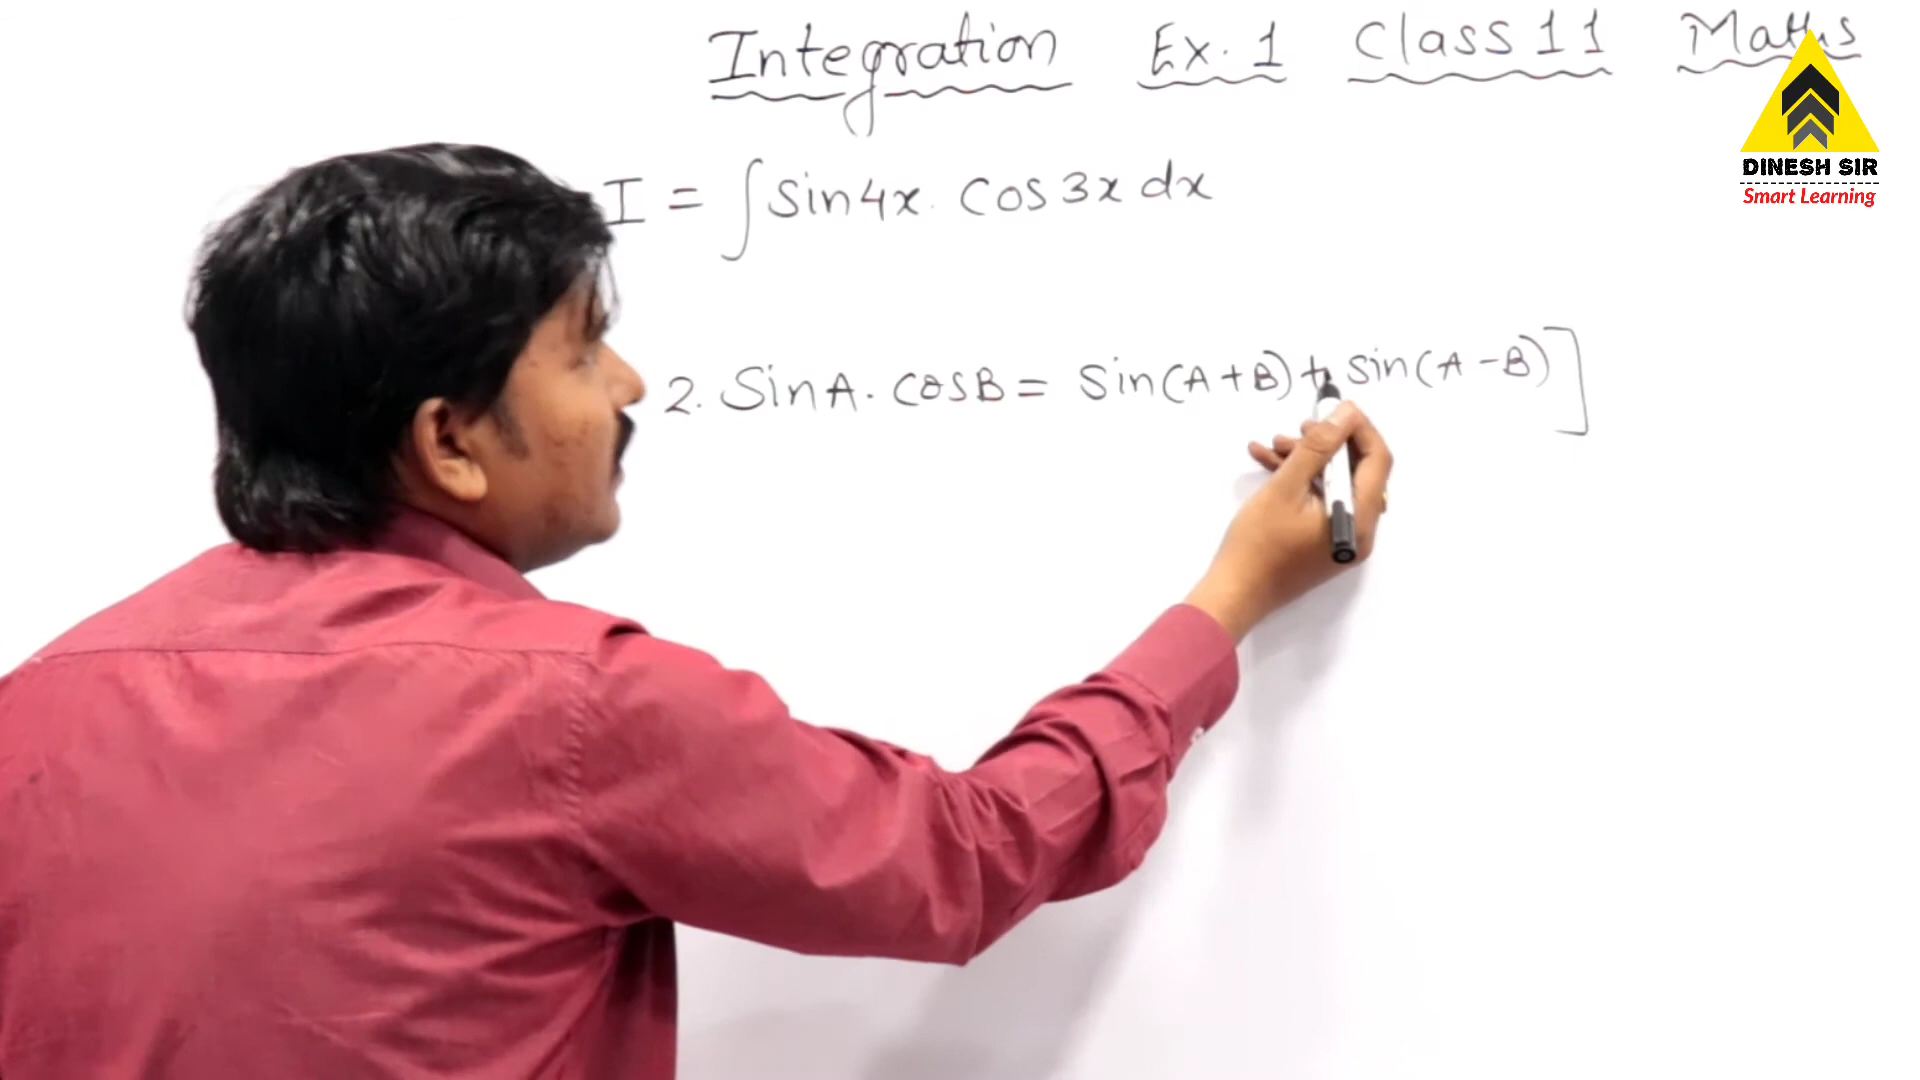 Integration Ex. 1 Class 11 Maths
DINESH SIR
Smart Learning
I = ∫ sin4x. cos3x dx
2. SinA. cosB = Sin(A+B) + sin(A-B)]